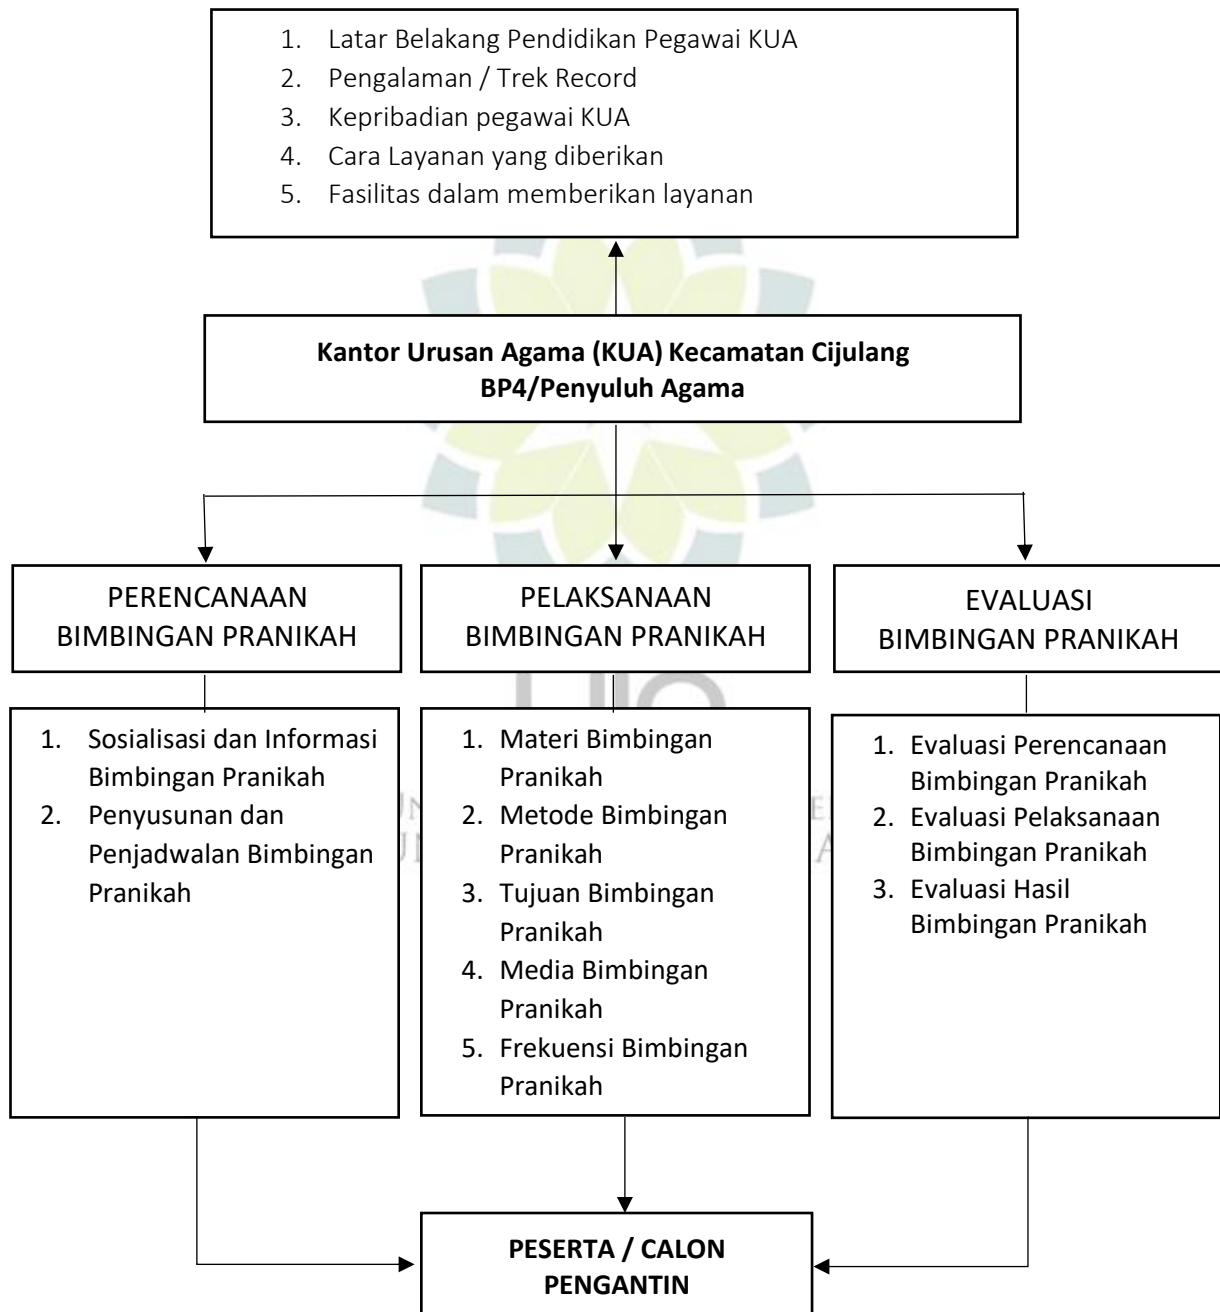 1. Latar Belakang Pendidikan Pegawai KUA
2. Pengalaman / Trek Record
3. Kepribadian pegawai KUA
4. Cara Layanan yang diberikan
5. Fasilitas dalam memberikan layanan
Kantor Urusan Agama (KUA) Kecamatan Cijulang
BP4/Penyuluh Agama
PERENCANAAN
BIMBINGAN PRANIKAH
PELAKSANAAN
BIMBINGAN PRANIKAH
EVALUASI
BIMBINGAN PRANIKAH
1. Sosialisasi dan Informasi
Bimbingan Pranikah
2. Penyusunan dan
Penjadwalan Bimbingan
Pranikah
1. Materi Bimbingan
Pranikah
2. Metode Bimbingan
Pranikah
3. Tujuan Bimbingan
Pranikah
4. Media Bimbingan
Pranikah
5. Frekuensi Bimbingan
Pranikah
1. Evaluasi Perencanaan
Bimbingan Pranikah
2. Evaluasi Pelaksanaan
Bimbingan Pranikah
3. Evaluasi Hasil
Bimbingan Pranikah
PESERTA / CALON
PENGANTIN